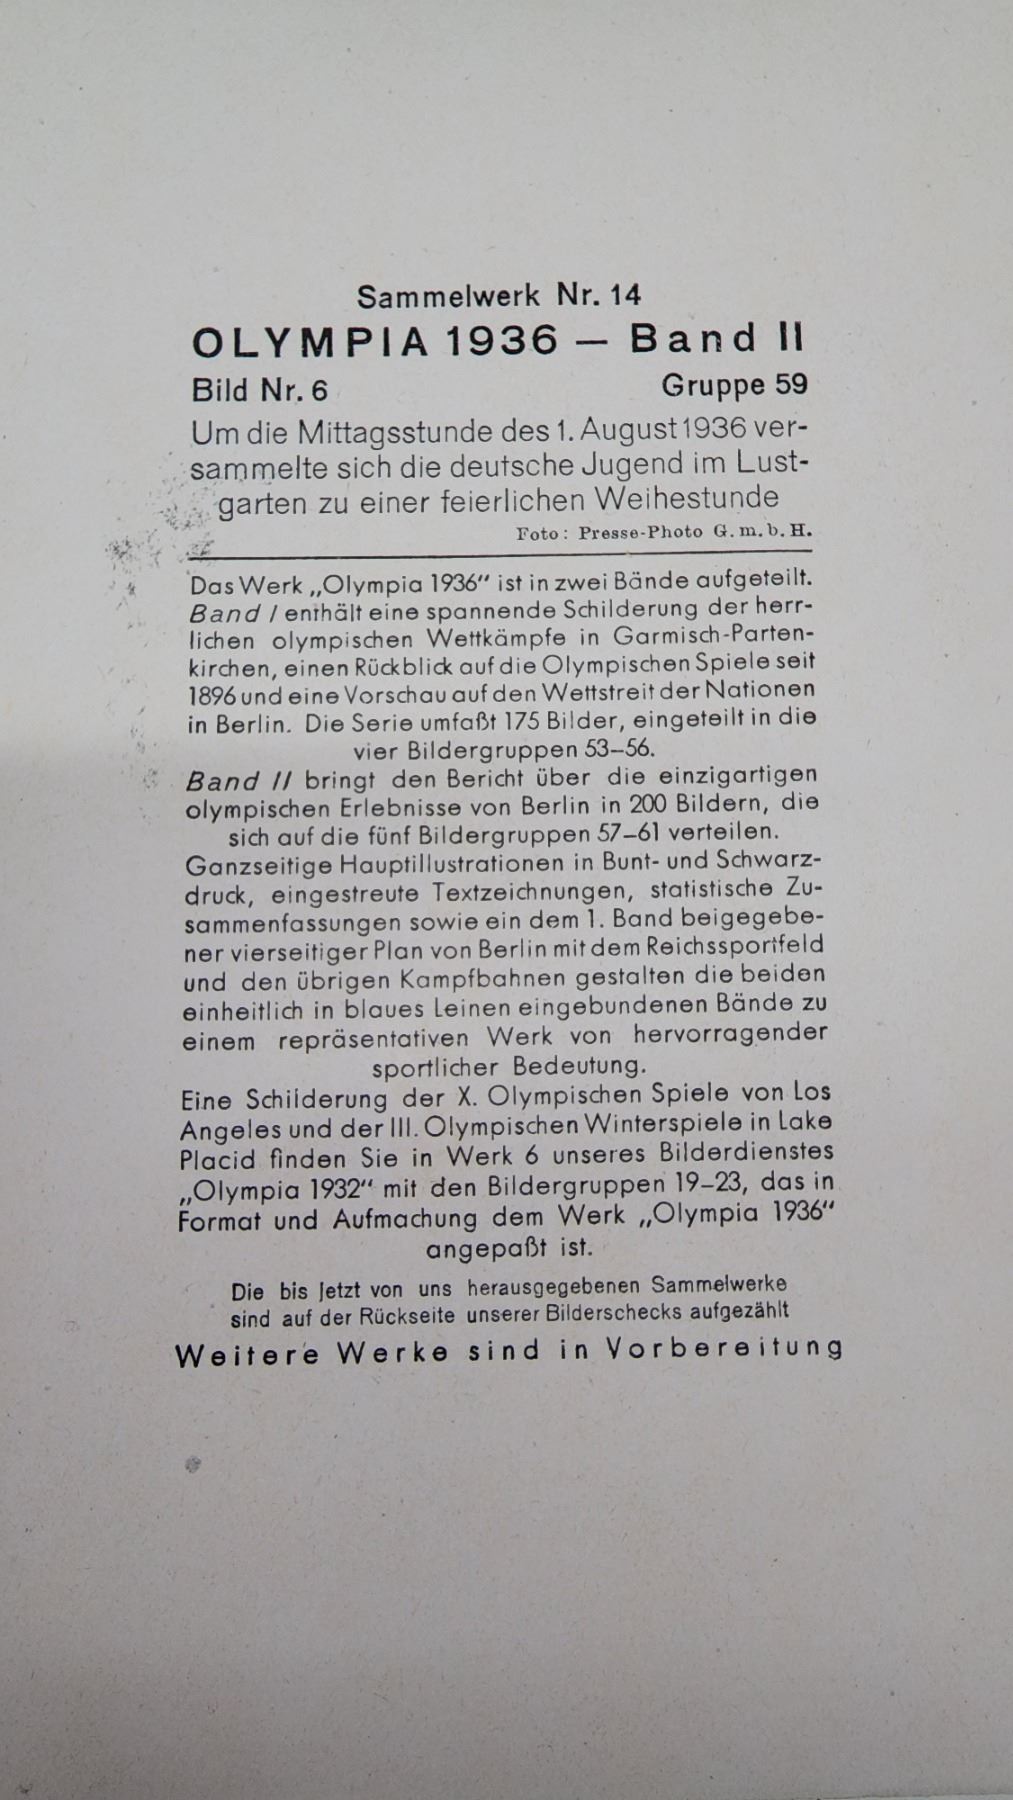 Sammelwerk Nr. 14
OLYMPIA 1936 — Band II
Bild Nr. 6 Gruppe 59
Um die Mittagsstunde des 1. August 1936 ver-
sammelte sich die deutsche Jugend im Lust-
garten zu einer feierlichen Weihestunde
Foto: Presse-Photo G. m. b. H.
Das Werk „Olympia 1936“ ist in zwei Bände aufgeteilt.
Band I enthält eine spannende Schilderung der herr-
lichen olympischen Wettkämpfe in Garmisch-Parten-
kirchen, einen Rückblick auf die Olympischen Spiele seit
1896 und eine Vorschau auf den Wettstreit der Nationen
in Berlin. Die Serie umfaßt 175 Bilder, eingeteilt in die
vier Bildergruppen 53–56.
Band II bringt den Bericht über die einzigartigen
olympischen Erlebnisse von Berlin in 200 Bildern, die
sich auf die fünf Bildergruppen 57–61 verteilen.
Ganzseitige Hauptillustrationen in Bunt- und Schwarz-
druck, eingestreute Textzeichnungen, statistische Zu-
sammenfassungen sowie ein dem 1. Band beigegebe-
ner vierseitiger Plan von Berlin mit dem Reichssportfeld
und den übrigen Kampfbahnen gestalten die beiden
einheitlich in blaues Leinen eingebundenen Bände zu
einem repräsentativen Werk von hervorragender
sportlicher Bedeutung.
Eine Schilderung der X. Olympischen Spiele von Los
Angeles und der III. Olympischen Winterspiele in Lake
Placid finden Sie in Werk 6 unseres Bilderdienstes
„Olympia 1932“ mit den Bildergruppen 19–23, das in
Format und Aufmachung dem Werk „Olympia 1936“
angepaßt ist.
Die bis jetzt von uns herausgegebenen Sammelwerke
sind auf der Rückseite unserer Bilderschecks aufgezählt
Weitere Werke sind in Vorbereitung